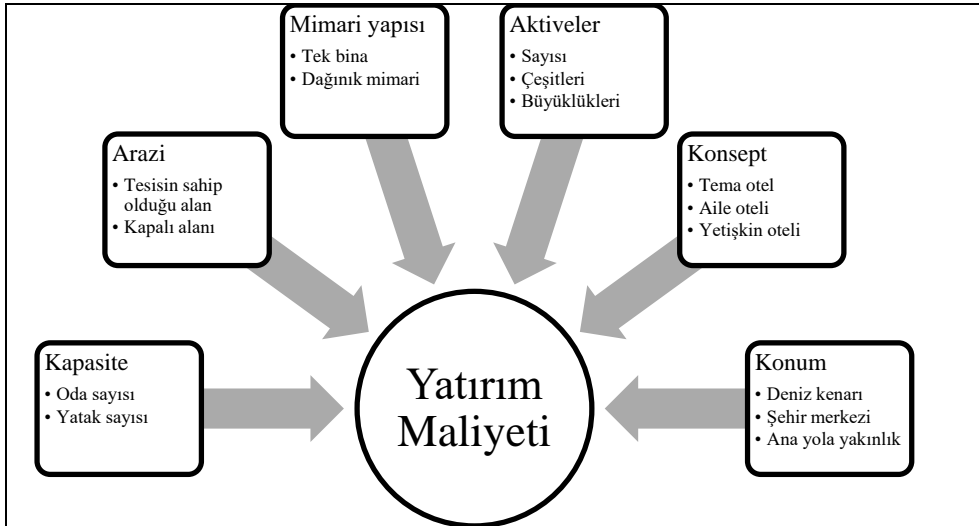 Mimari yapısı
• Tek bina
• Dağınık mimari
Aktiveler
• Sayısı
• Çeşitleri
• Büyüklükleri
Arazi
• Tesisin sahip
olduğu alan
• Kapalı alanı
Konsept
• Tema otel
• Aile oteli
• Yetişkin oteli
Kapasite
• Oda sayısı
• Yatak sayısı
Yatırım
Maliyeti
Konum
• Deniz kenarı
• Şehir merkezi
• Ana yola yakınlık